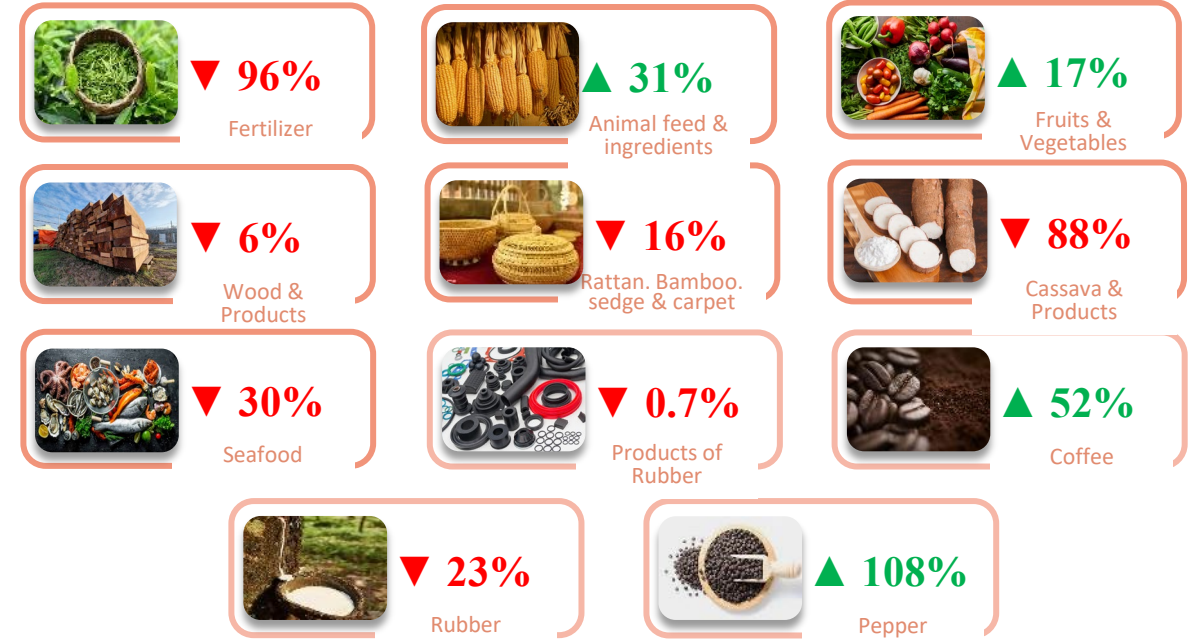 ▼ 96%
Fertilizer
▲ 31%
Animal feed &
ingredients
▲ 17%
Fruits &
Vegetables
▼ 6%
Wood &
Products
▼ 16%
Rattan. Bamboo.
sedge & carpet
▼ 88%
Cassava &
Products
▼ 30%
Seafood
▼ 0.7%
Products of
Rubber
▲ 52%
Coffee
▼ 23%
Rubber
▲ 108%
Pepper